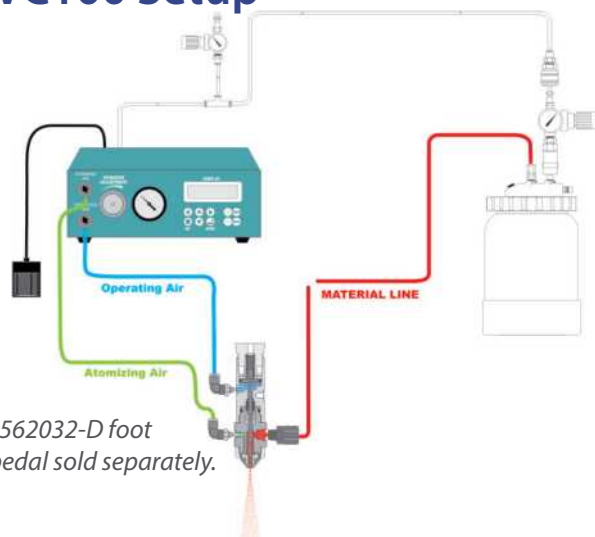 VC100 Setup
Operating Air
MATERIAL LINE
Atomizing Air
562032-D foot
pedal sold separately.